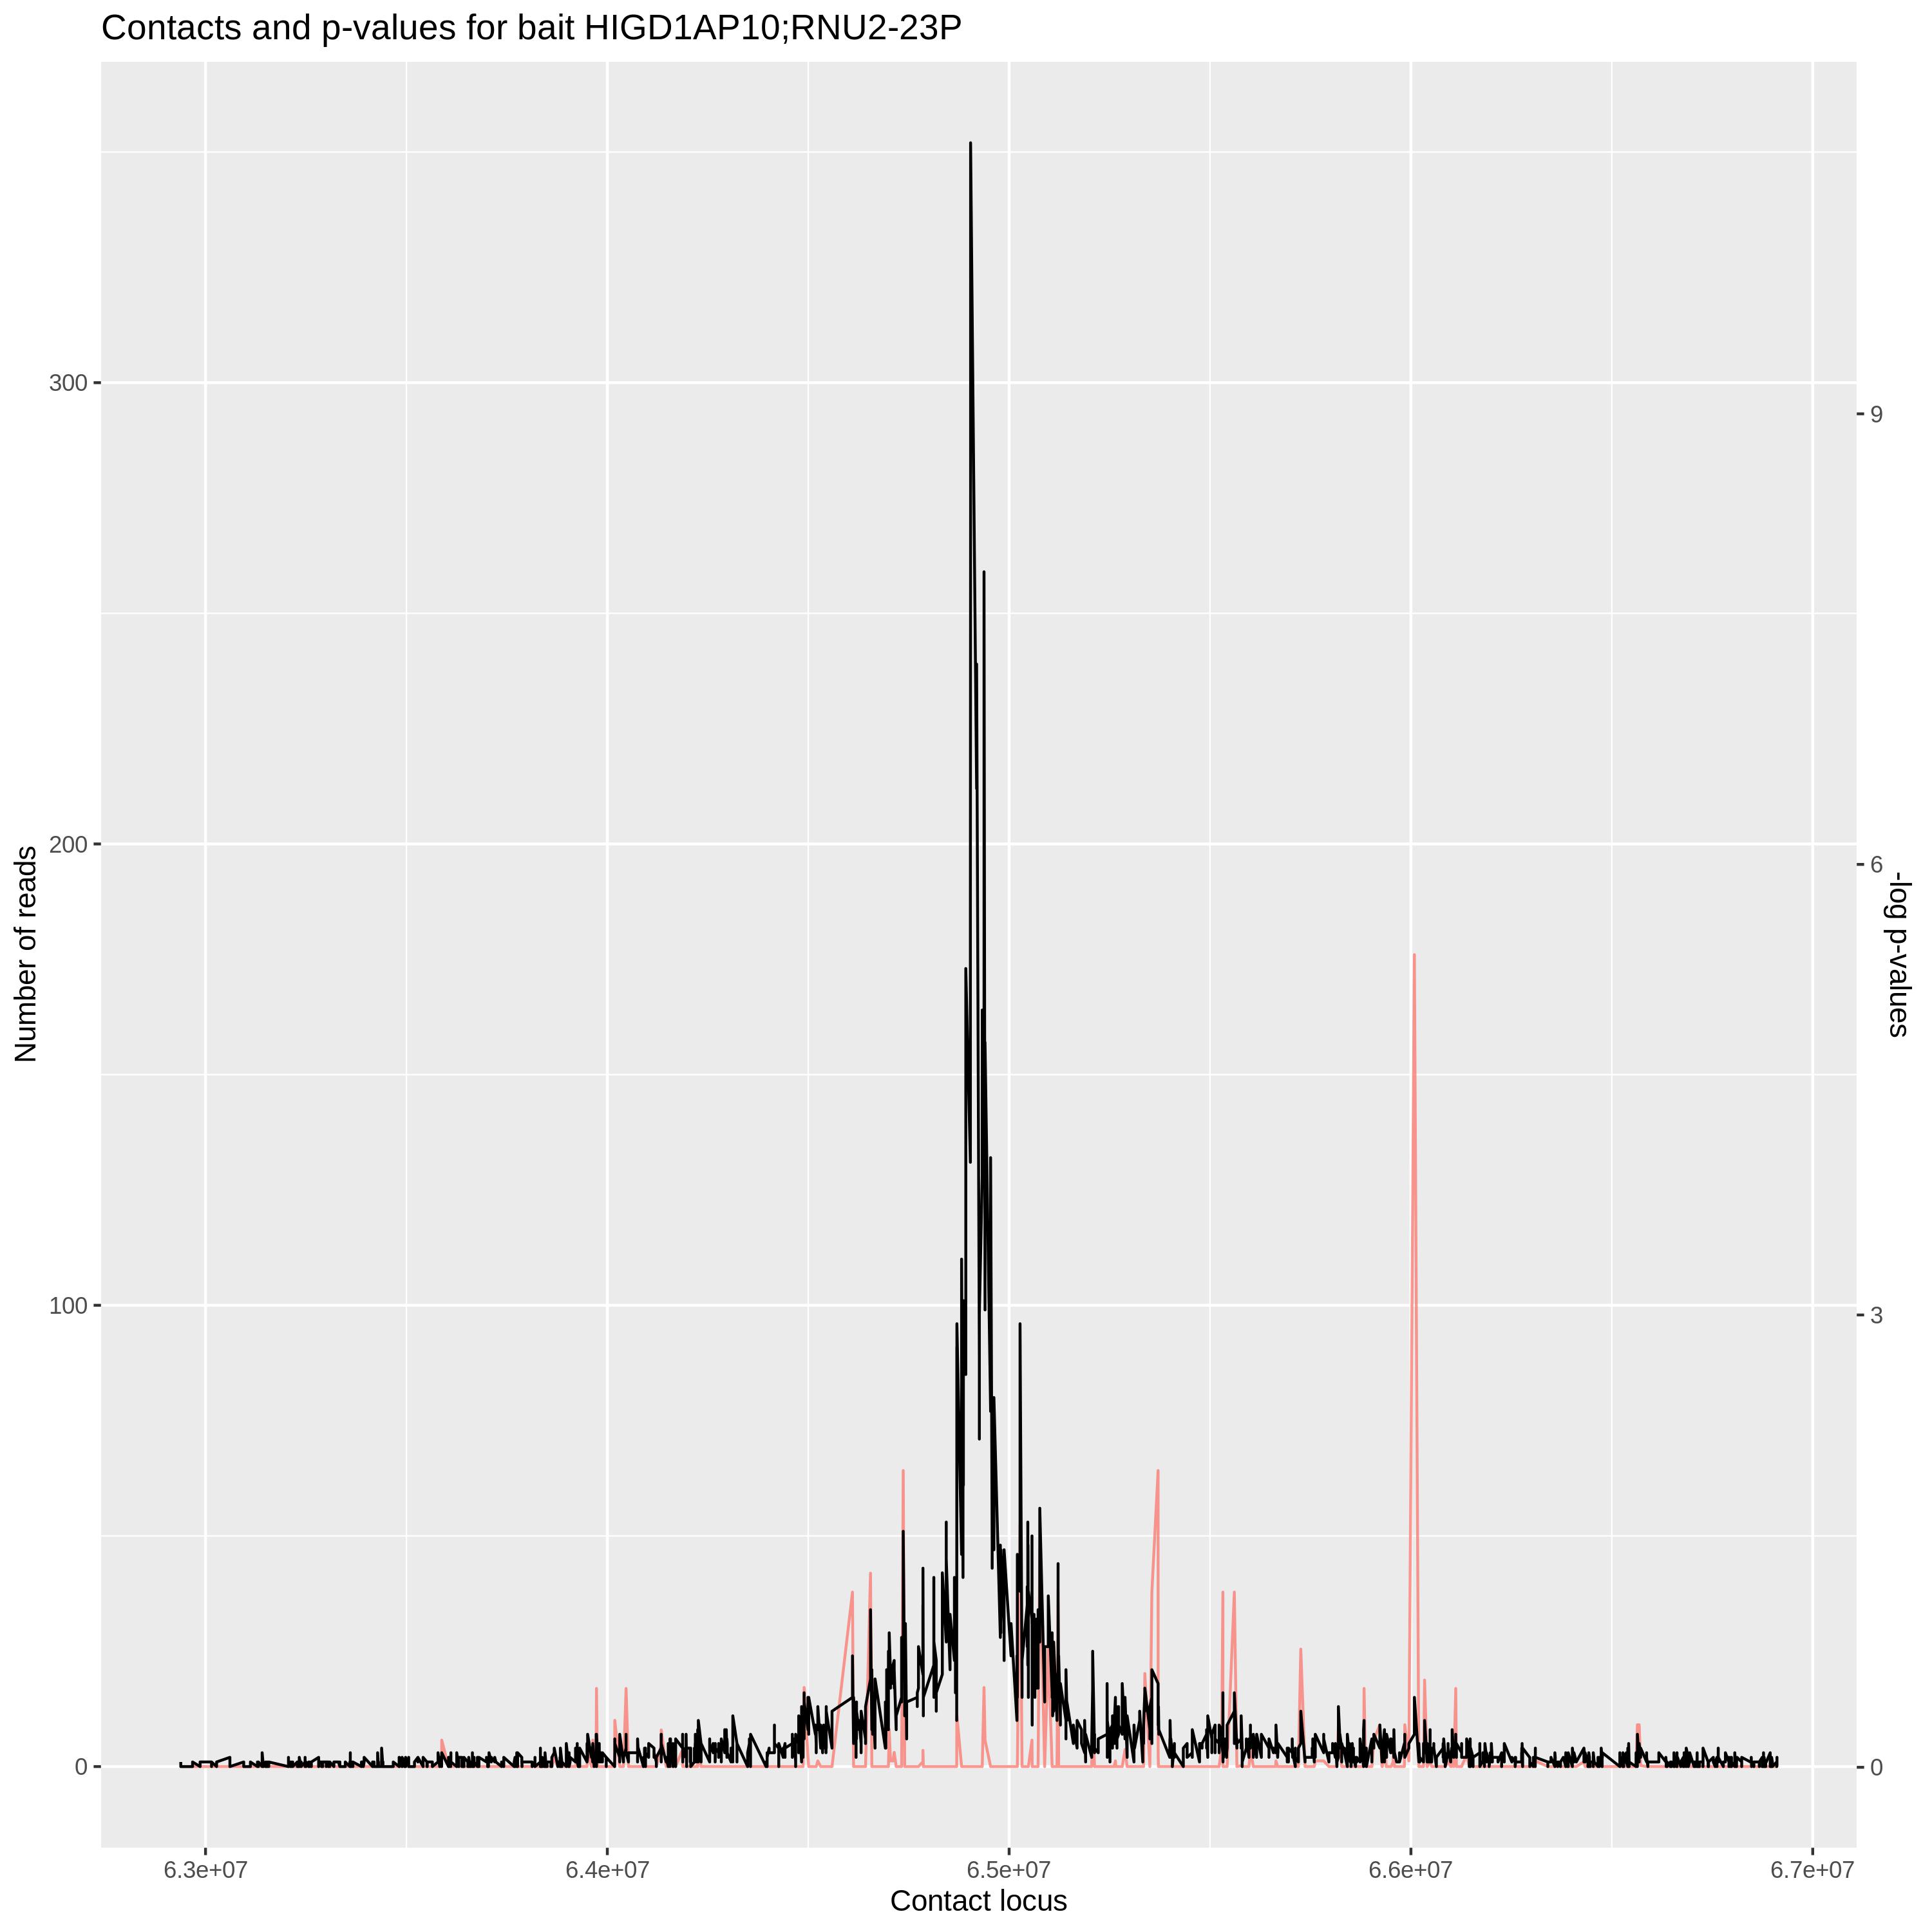 Contacts and p-values for bait HIGD1AP10;RNU2-23P
300
200
100
0
Number of reads
9
6
3
0
-log p-values
6.3e+07
6.4e+07
6.5e+07
6.6e+07
6.7e+07
Contact locus